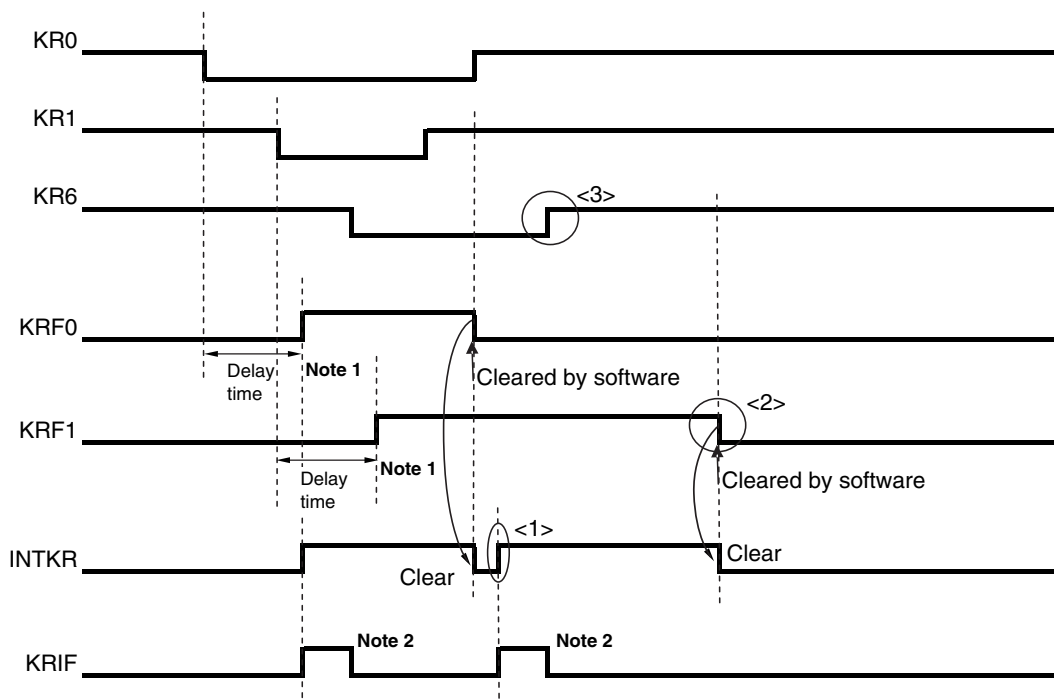 KR0
KR1
KR6
<3>
KRF0
Delay
time
Note 1
Cleared by software
KRF1
<2>
Delay
time
Note 1
Cleared by software
INTKR
<1>
Clear
Clear
KRIF
Note 2
Note 2